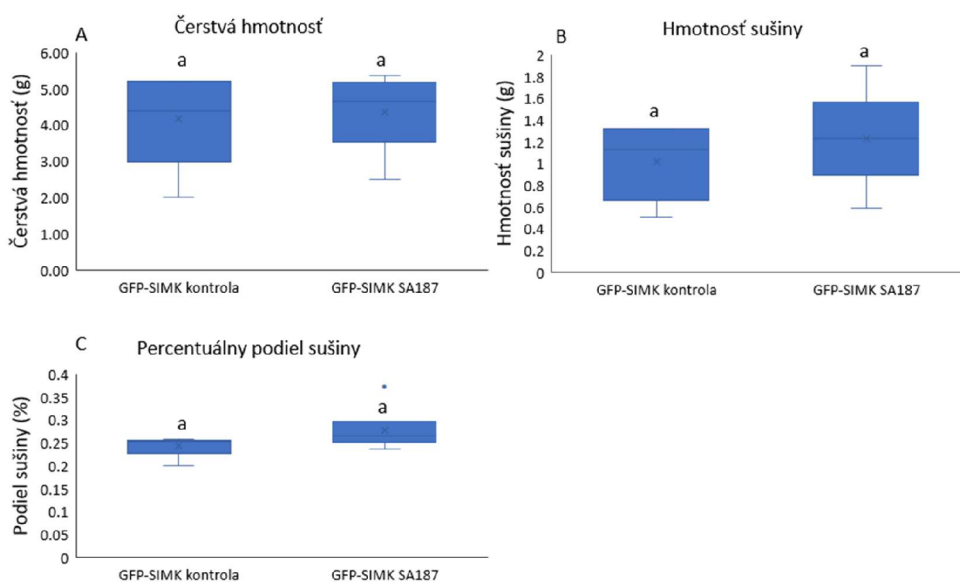 A
Čerstvá hmotnosť
Čerstvá hmotnosť (g)
6.00
5.00
4.00
3.00
2.00
1.00
0.00
a
a
GFP-SIMK kontrola
GFP-SIMK SA187
B
Hmotnosť sušiny
Hmotnosť sušiny (g)
2
1.8
1.6
1.4
1.2
1
0.8
0.6
0.4
0.2
0
a
a
GFP-SIMK kontrola
GFP-SIMK SA187
C
Percentuálny podiel sušiny
Podiel sušiny (%)
0.4
0.35
0.3
0.25
0.2
0.15
0.1
0.05
0
a
a
GFP-SIMK kontrola
GFP-SIMK SA187